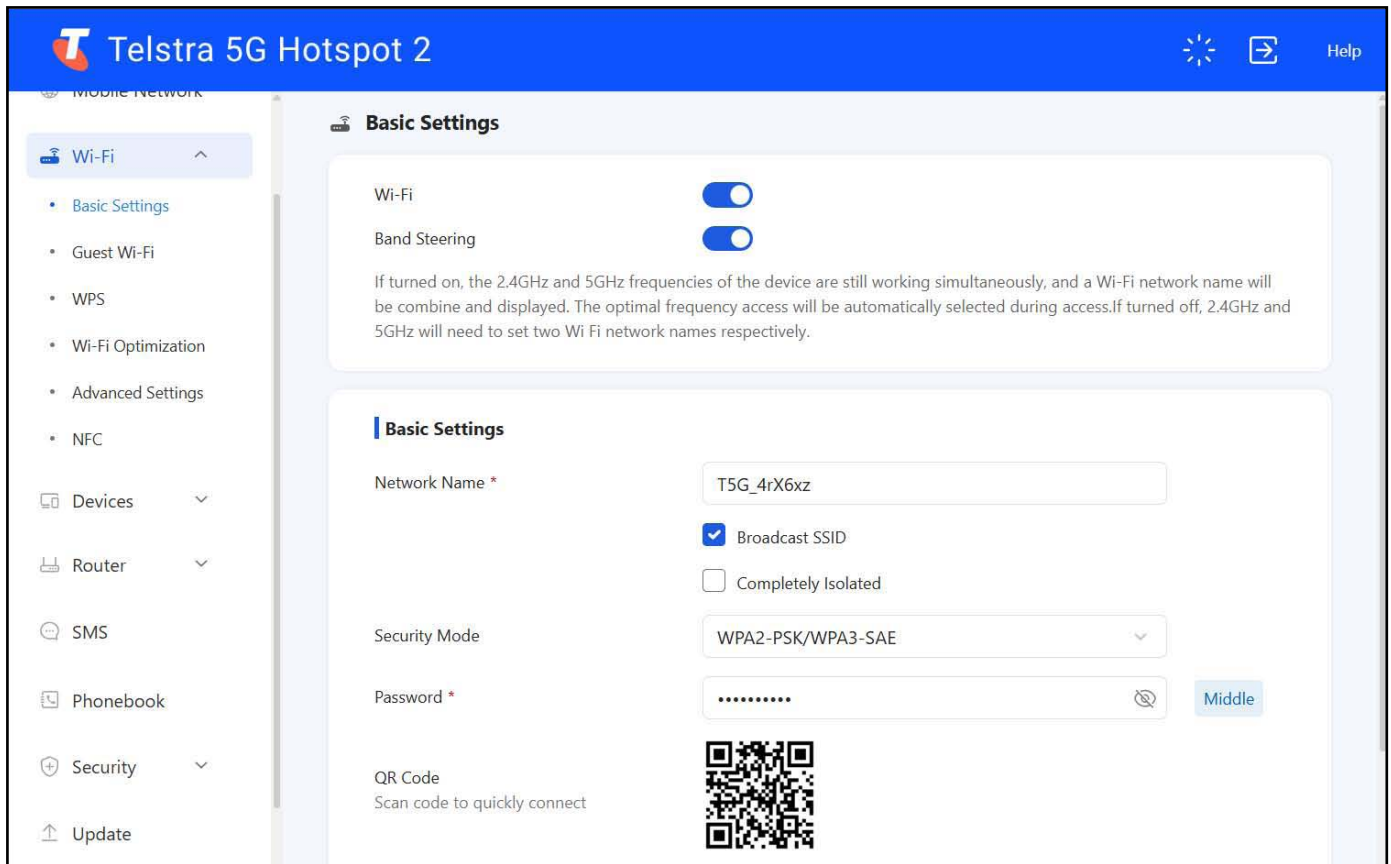 Telstra 5G Hotspot 2
Help
Mobile Network
Wi-Fi
Basic Settings
Guest Wi-Fi
WPS
Wi-Fi Optimization
Advanced Settings
NFC
Devices
Router
SMS
Phonebook
Security
Update
Basic Settings
Wi-Fi
Band Steering
If turned on, the 2.4GHz and 5GHz frequencies of the device are still working simultaneously, and a Wi-Fi network name will
be combine and displayed. The optimal frequency access will be automatically selected during access.If turned off, 2.4GHz and
5GHz will need to set two Wi Fi network names respectively.
Basic Settings
Network Name *
T5G_4rX6xz
Broadcast SSID
Completely Isolated
Security Mode
WPA2-PSK/WPA3-SAE
Password *
••••••••••
Middle
QR Code
Scan code to quickly connect